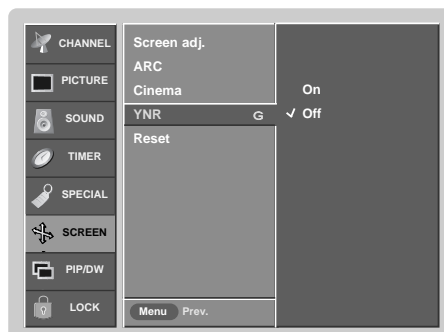 CHANNEL
PICTURE
SOUND
TIMER
SPECIAL
SCREEN
PIP/DW
LOCK
Screen adj.
ARC
Cinema
YNR G
Reset
Menu Prev.
On
✓ Off